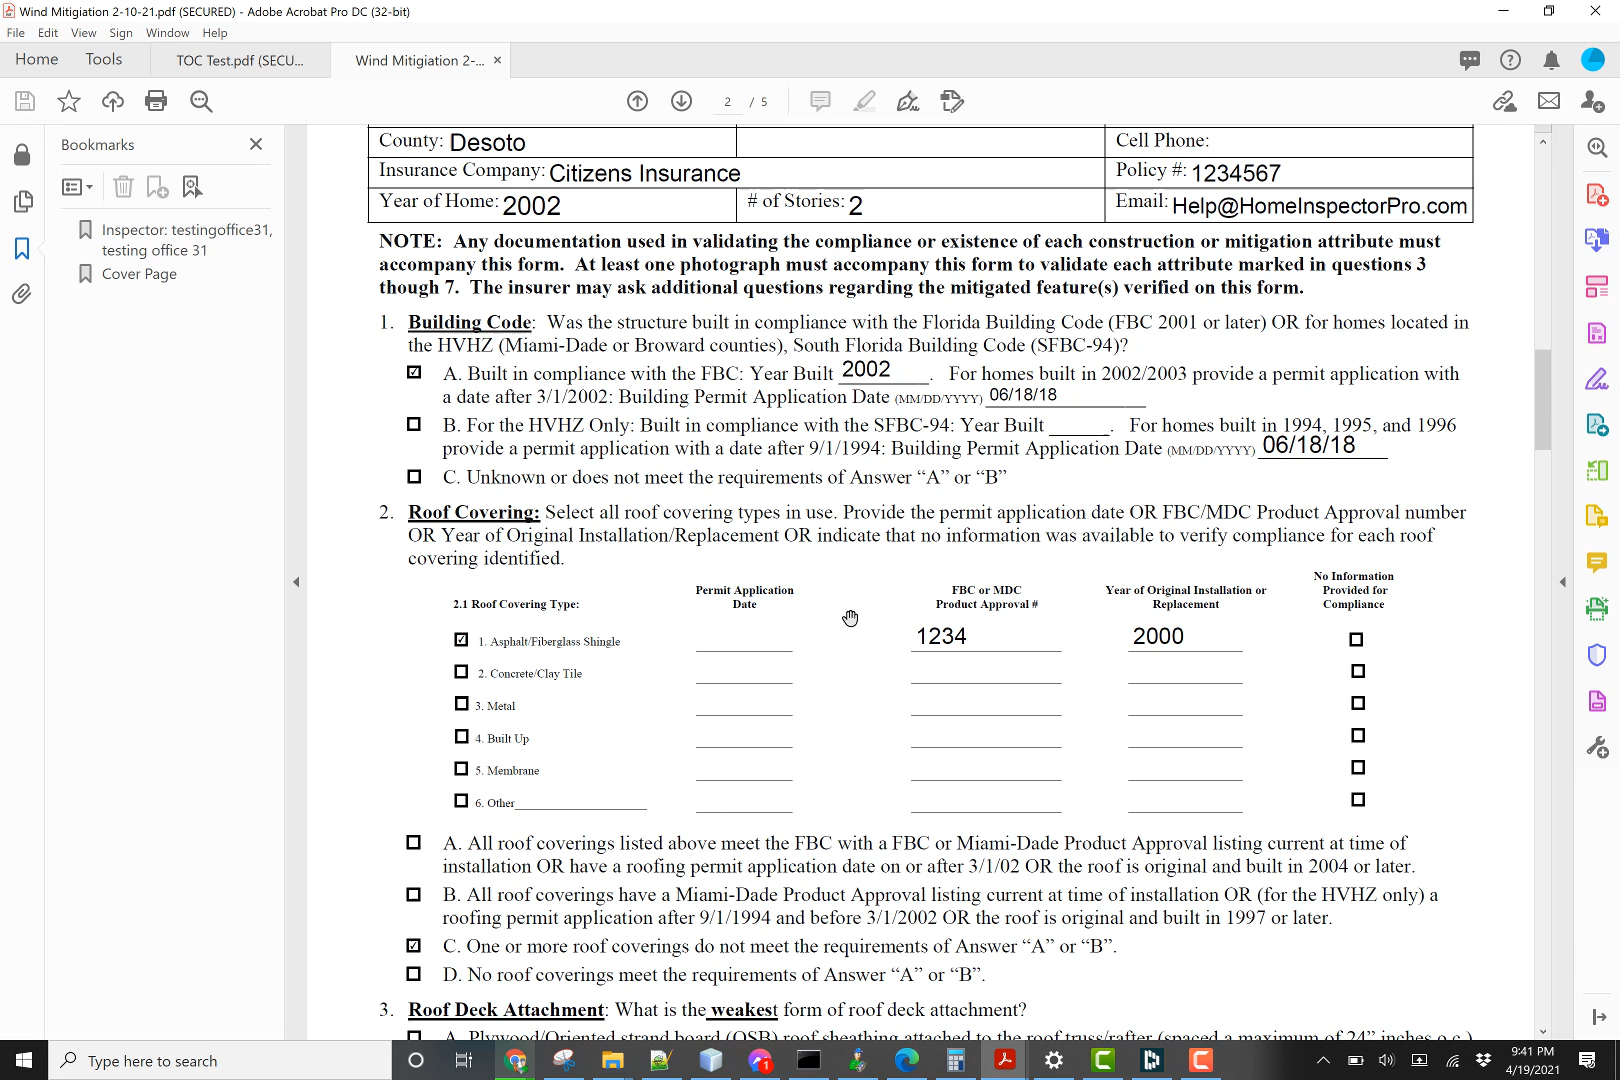 Wind Mitigiation 2-10-21.pdf (SECURED) - Adobe Acrobat Pro DC (32-bit)
File Edit View Sign Window Help
Home Tools TOC Test.pdf (SECU... Wind Mitigiation 2-... ×
2 / 5
Bookmarks
Inspector: testingoffice31,
testing office 31
Cover Page
County: Desoto Cell Phone:
Insurance Company: Citizens Insurance Policy #: 1234567
Year of Home: 2002 # of Stories: 2 Email: Help@HomeInspectorPro.com
NOTE: Any documentation used in validating the compliance or existence of each construction or mitigation attribute must
accompany this form. At least one photograph must accompany this form to validate each attribute marked in questions 3
though 7. The insurer may ask additional questions regarding the mitigated feature(s) verified on this form.
1. Building Code: Was the structure built in compliance with the Florida Building Code (FBC 2001 or later) OR for homes located in
the HVHZ (Miami-Dade or Broward counties), South Florida Building Code (SFBC-94)?
A. Built in compliance with the FBC: Year Built 2002. For homes built in 2002/2003 provide a permit application with
a date after 3/1/2002: Building Permit Application Date (MM/DD/YYYY) 06/18/18
B. For the HVHZ Only: Built in compliance with the SFBC-94: Year Built ______. For homes built in 1994, 1995, and 1996
provide a permit application with a date after 9/1/1994: Building Permit Application Date (MM/DD/YYYY) 06/18/18
C. Unknown or does not meet the requirements of Answer “A” or “B”
2. Roof Covering: Select all roof covering types in use. Provide the permit application date OR FBC/MDC Product Approval number
OR Year of Original Installation/Replacement OR indicate that no information was available to verify compliance for each roof
covering identified.
2.1 Roof Covering Type:
Permit Application
Date
FBC or MDC
Product Approval #
Year of Original Installation or
Replacement
No Information
Provided for
Compliance
1. Asphalt/Fiberglass Shingle 1234 2000
2. Concrete/Clay Tile
3. Metal
4. Built Up
5. Membrane
6. Other
A. All roof coverings listed above meet the FBC with a FBC or Miami-Dade Product Approval listing current at time of
installation OR have a roofing permit application date on or after 3/1/02 OR the roof is original and built in 2004 or later.
B. All roof coverings have a Miami-Dade Product Approval listing current at time of installation OR (for the HVHZ only) a
roofing permit application after 9/1/1994 and before 3/1/2002 OR the roof is original and built in 1997 or later.
C. One or more roof coverings do not meet the requirements of Answer “A” or “B”.
D. No roof coverings meet the requirements of Answer “A” or “B”.
3. Roof Deck Attachment: What is the weakest form of roof deck attachment?
A. Plywood/Oriented strand board (OSB) roof sheathing attached to the roof truss/rafter (spaced a maximum of 24” inches o.c.)
Type here to search
1
9:41 PM
4/19/2021